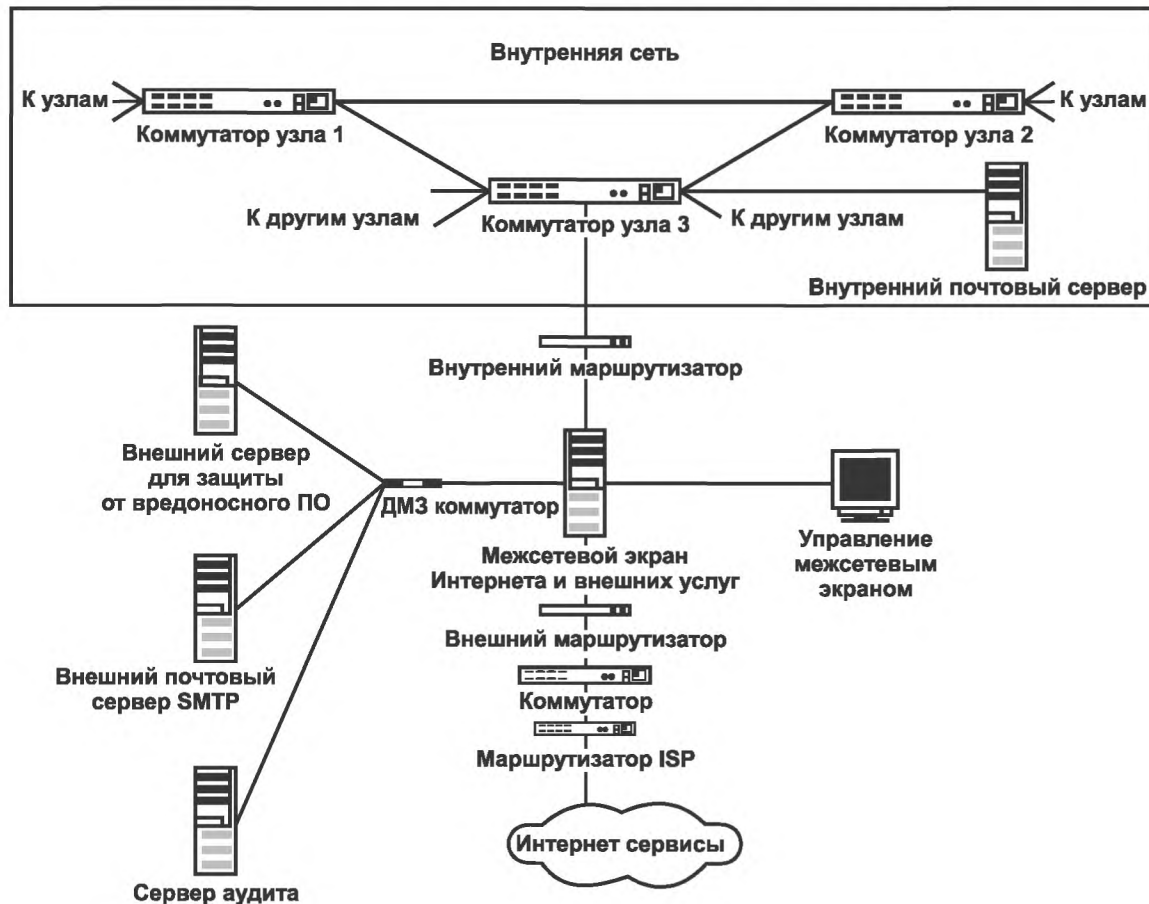 Внутренняя сеть
К узлам
К узлам
Коммутатор узла 1
Коммутатор узла 2
К другим узлам
Коммутатор узла 3
К другим узлам
Внутренний почтовый сервер
Внутренний маршрутизатор
Внешний сервер
для защиты
от вредоносного ПО
ДМЗ коммутатор
Межсетевой экран
Интернета и внешних услуг
Управление
межсетевым
экраном
Внешний маршрутизатор
Внешний почтовый
сервер SMTP
Коммутатор
Маршрутизатор ISP
Интернет сервисы
Сервер аудита